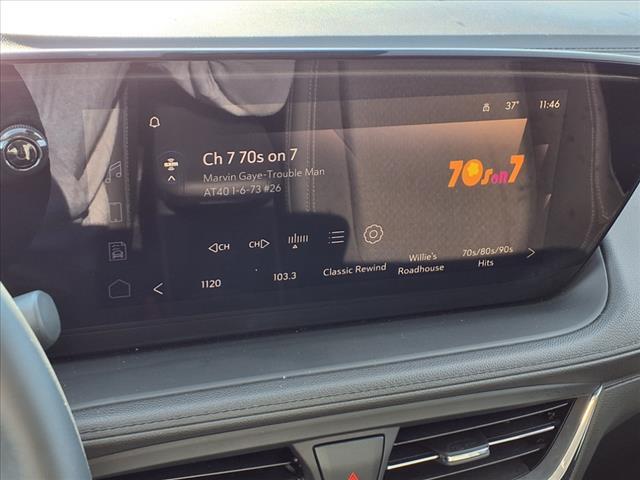 37° 11:46
Ch 7 70s on 7
Marvin Gaye-Trouble Man
AT40 1-6-73 #26
70s on 7
CH CH
1120 103.3 Classic Rewind Willie's Roadhouse 70s/80s/90s Hits